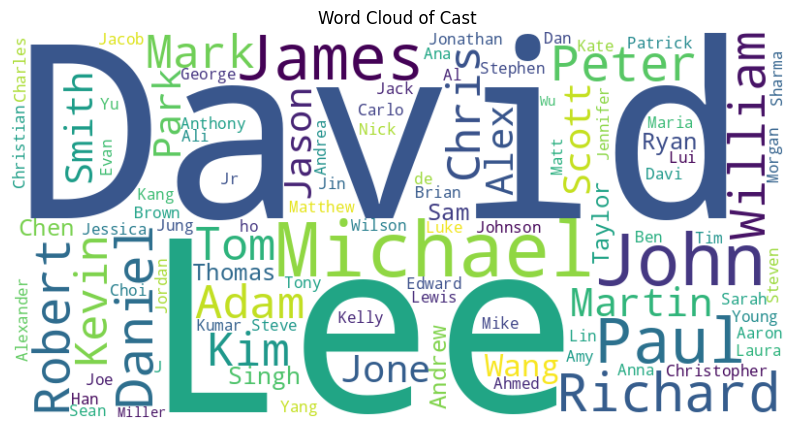 Word Cloud of Cast
David
Lee
Michael
James
John
Paul
Peter
William
Richard
Robert
Daniel
Kevin
Mark
Park
Smith
Jason
Chris
Alex
Scott
Tom
Adam
Kim
Martin
Jone
Wang
Singh
Thomas
Chen
Sam
Ryan
Taylor
Andrew
Charles
Jacob
Christian
Yu
Evan
George
Anthony
Ali
Jr
Kang
Brown
Jessica
Jung
ho
Matthew
Andrea
Jin
Jack
Carlo
Nick
Jonathan
Ana
Al
Stephen
Dan
Kate
Patrick
Wu
Matt
Jennifer
Maria
Lui
Davi
Morgan
Sharma
de
Brian
Wilson
Luke
Johnson
Ben
Tim
Steven
Sarah
Young
Aaron
Laura
Lin
Amy
Anna
Christopher
Tony
Edward
Lewis
Kelly
Mike
Ahmed
Kumar
Steve
Yang
Jordan
Choi
J
Alexander
Joe
Han
Sean
Miller